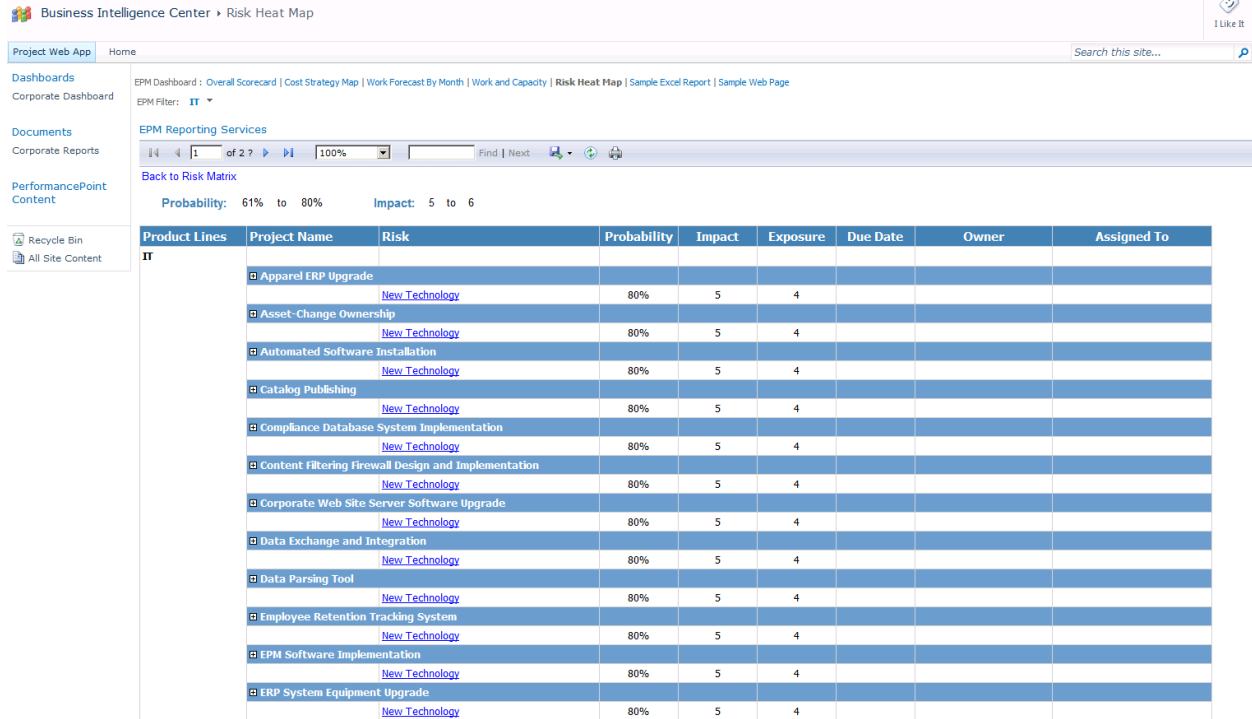 Business Intelligence Center ▸ Risk Heat Map
I Like It
Project Web App Home
Search this site...
Dashboards
Corporate Dashboard
Documents
Corporate Reports
PerformancePoint
Content
Recycle Bin
All Site Content
EPM Dashboard : Overall Scorecard | Cost Strategy Map | Work Forecast By Month | Work and Capacity | Risk Heat Map | Sample Excel Report | Sample Web Page
EPM Filter: IT
EPM Reporting Services
1 of 2 ? 100% Find | Next
Back to Risk Matrix
Probability: 61% to 80% Impact: 5 to 6
Product Lines Project Name Risk Probability Impact Exposure Due Date Owner Assigned To
IT
Apparel ERP Upgrade
New Technology 80% 5 4
Asset-Change Ownership
New Technology 80% 5 4
Automated Software Installation
New Technology 80% 5 4
Catalog Publishing
New Technology 80% 5 4
Compliance Database System Implementation
New Technology 80% 5 4
Content Filtering Firewall Design and Implementation
New Technology 80% 5 4
Corporate Web Site Server Software Upgrade
New Technology 80% 5 4
Data Exchange and Integration
New Technology 80% 5 4
Data Parsing Tool
New Technology 80% 5 4
Employee Retention Tracking System
New Technology 80% 5 4
EPM Software Implementation
New Technology 80% 5 4
ERP System Equipment Upgrade
New Technology 80% 5 4